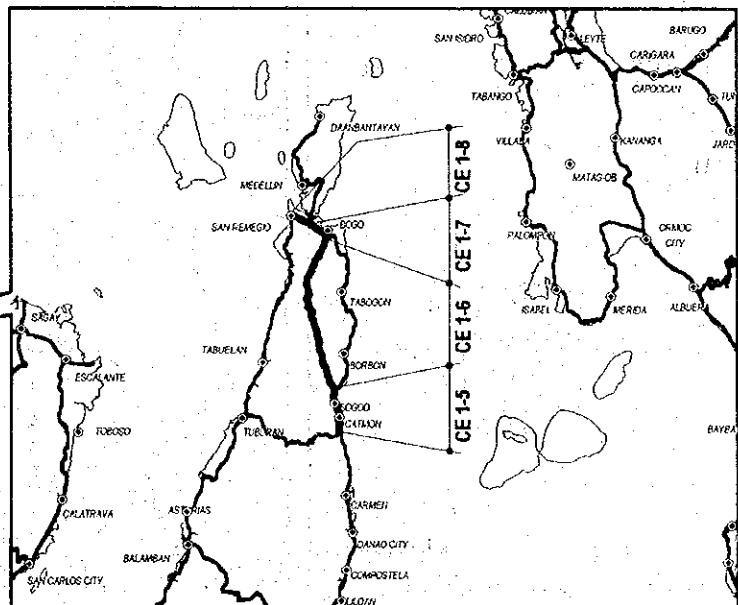 SAN ISIDRO
LEYTE
BARUGO
CARIGARA
TABANGO
CAPOOCAN
VILLABA
KANANGA
MATAG-OB
DAANBANTAYAN
MEDELLIN
SAN REMEGIO
BOGO
PALOMPON
ORMOC
CITY
ISABEL
MERIDA
ALBUERA
TABOGON
SAGAY
ESCALANTE
TABUELAN
BORBON
SOGOD
CATMON
TUBURAN
TOBOSO
CALATRAVA
ASTURIAS
CARMEN
DANAO CITY
BALAMBAN
SAN CARLOS CITY
COMPOSTELA
LILOAN
CE 1-8
CE 1-7
CE 1-6
CE 1-5